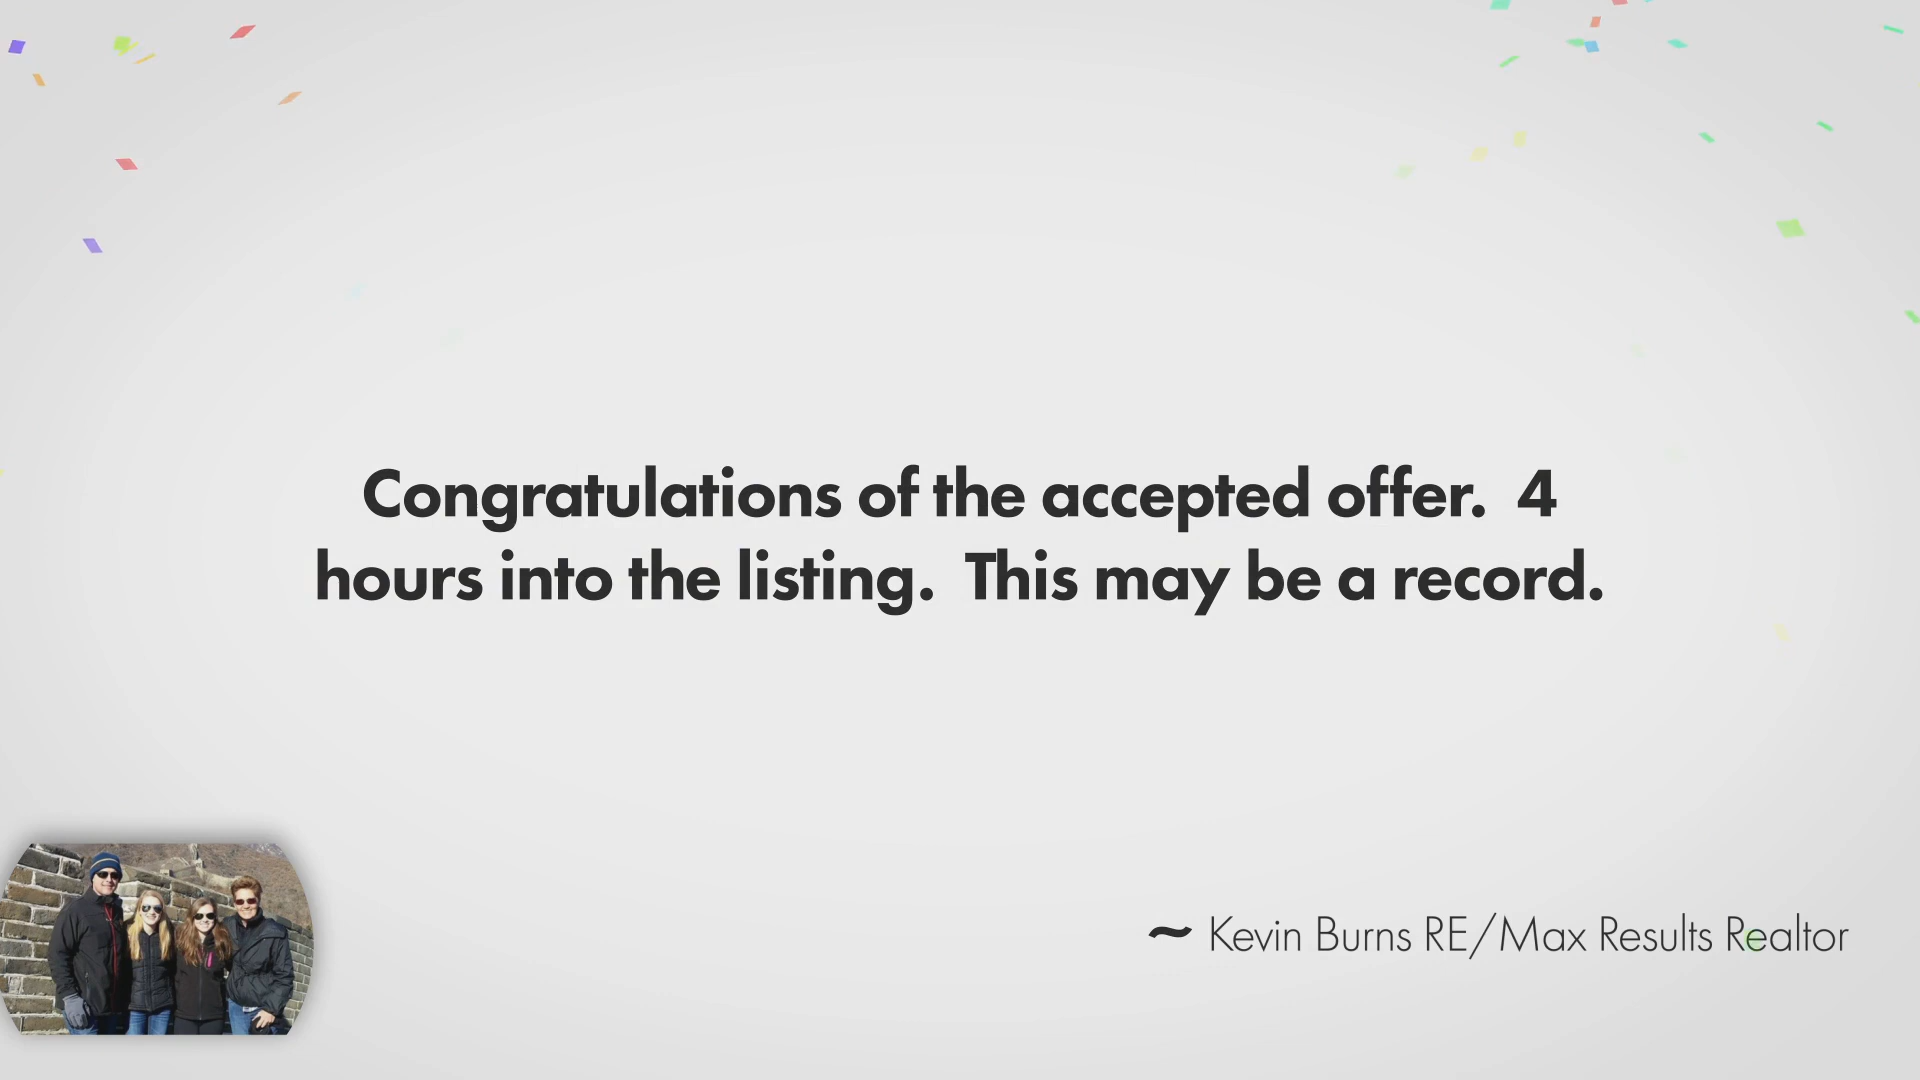 Congratulations of the accepted offer.  4
hours into the listing.  This may be a record.
~ Kevin Burns RE/Max Results Realtor